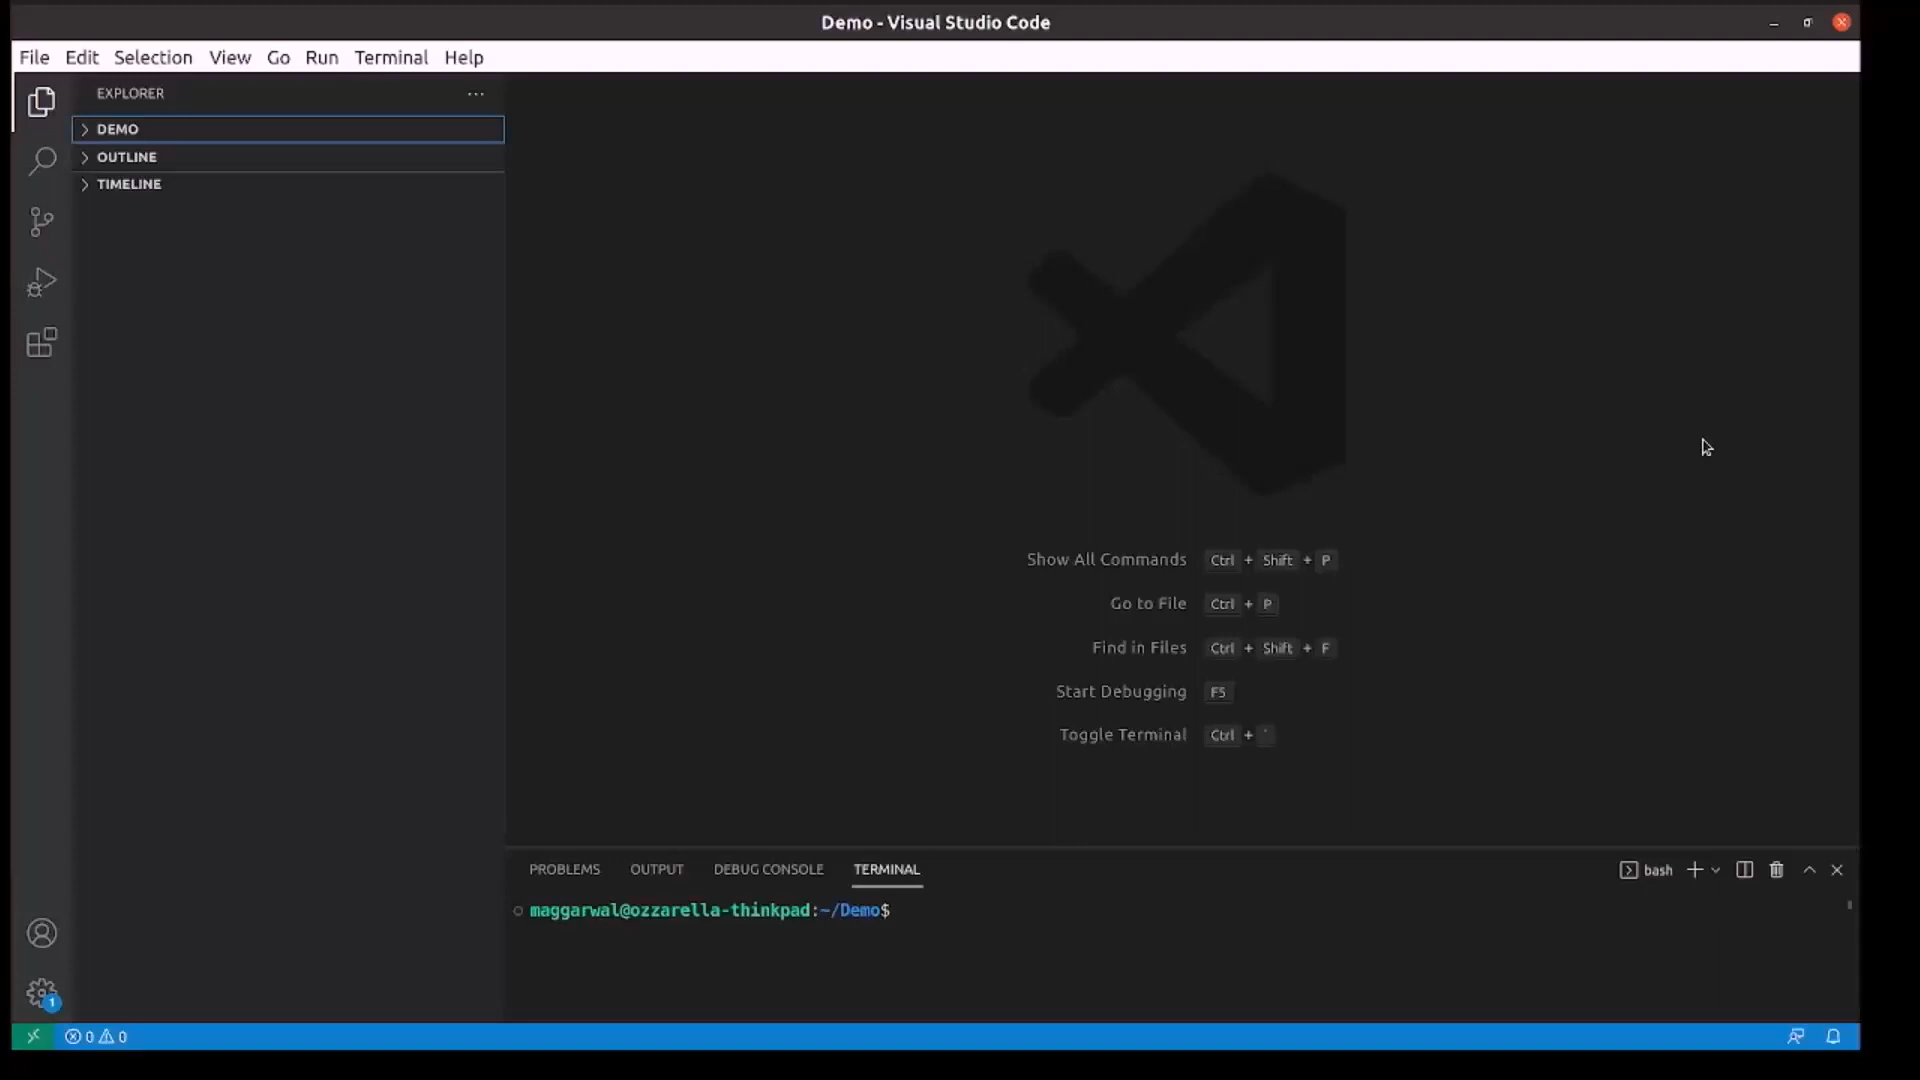 Demo - Visual Studio Code
File Edit Selection View Go Run Terminal Help
EXPLORER
DEMO
OUTLINE
TIMELINE
Show All Commands Ctrl + Shift + P
Go to File Ctrl + P
Find in Files Ctrl + Shift + F
Start Debugging F5
Toggle Terminal Ctrl + `
PROBLEMS OUTPUT DEBUG CONSOLE TERMINAL
bash
maggarwal@ozzarella-thinkpad:~/Demo$
1
0 0